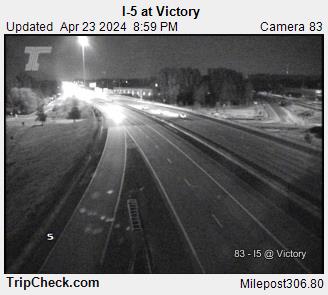 I-5 at Victory
Updated Apr 23 2024 8:59 PM Camera 83
T
S
83 - I5 @ Victory
TripCheck.com Milepost306.80